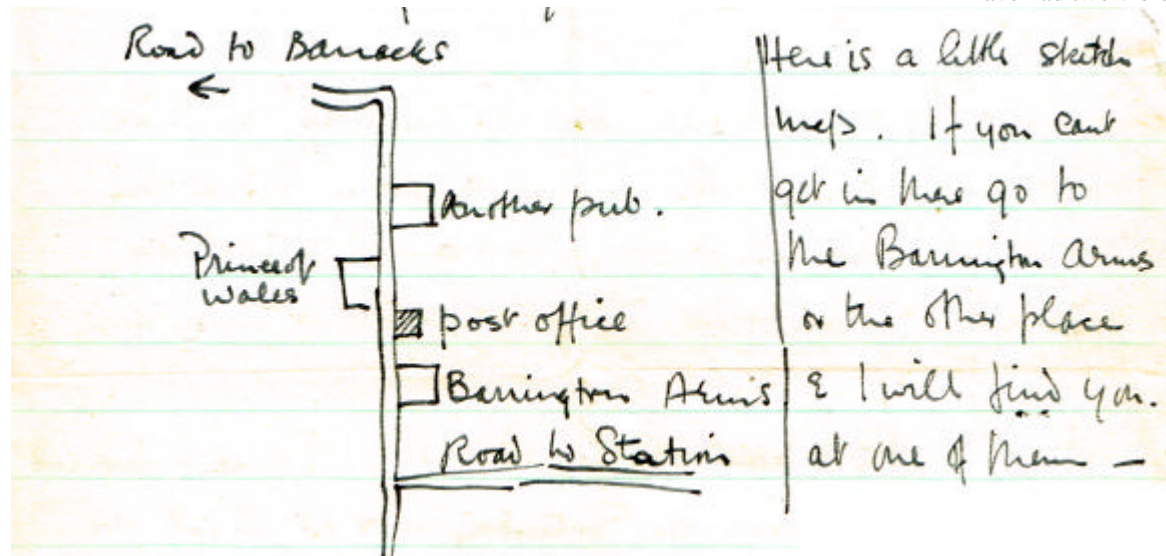 Road to Barracks
Another pub.
Prince of
Wales
post office
Barrington Arms
Road to Station
Here is a little sketch
map. If you cant
get in there go to
the Barrington Arms
or the other place
& I will find you.
at one of them —